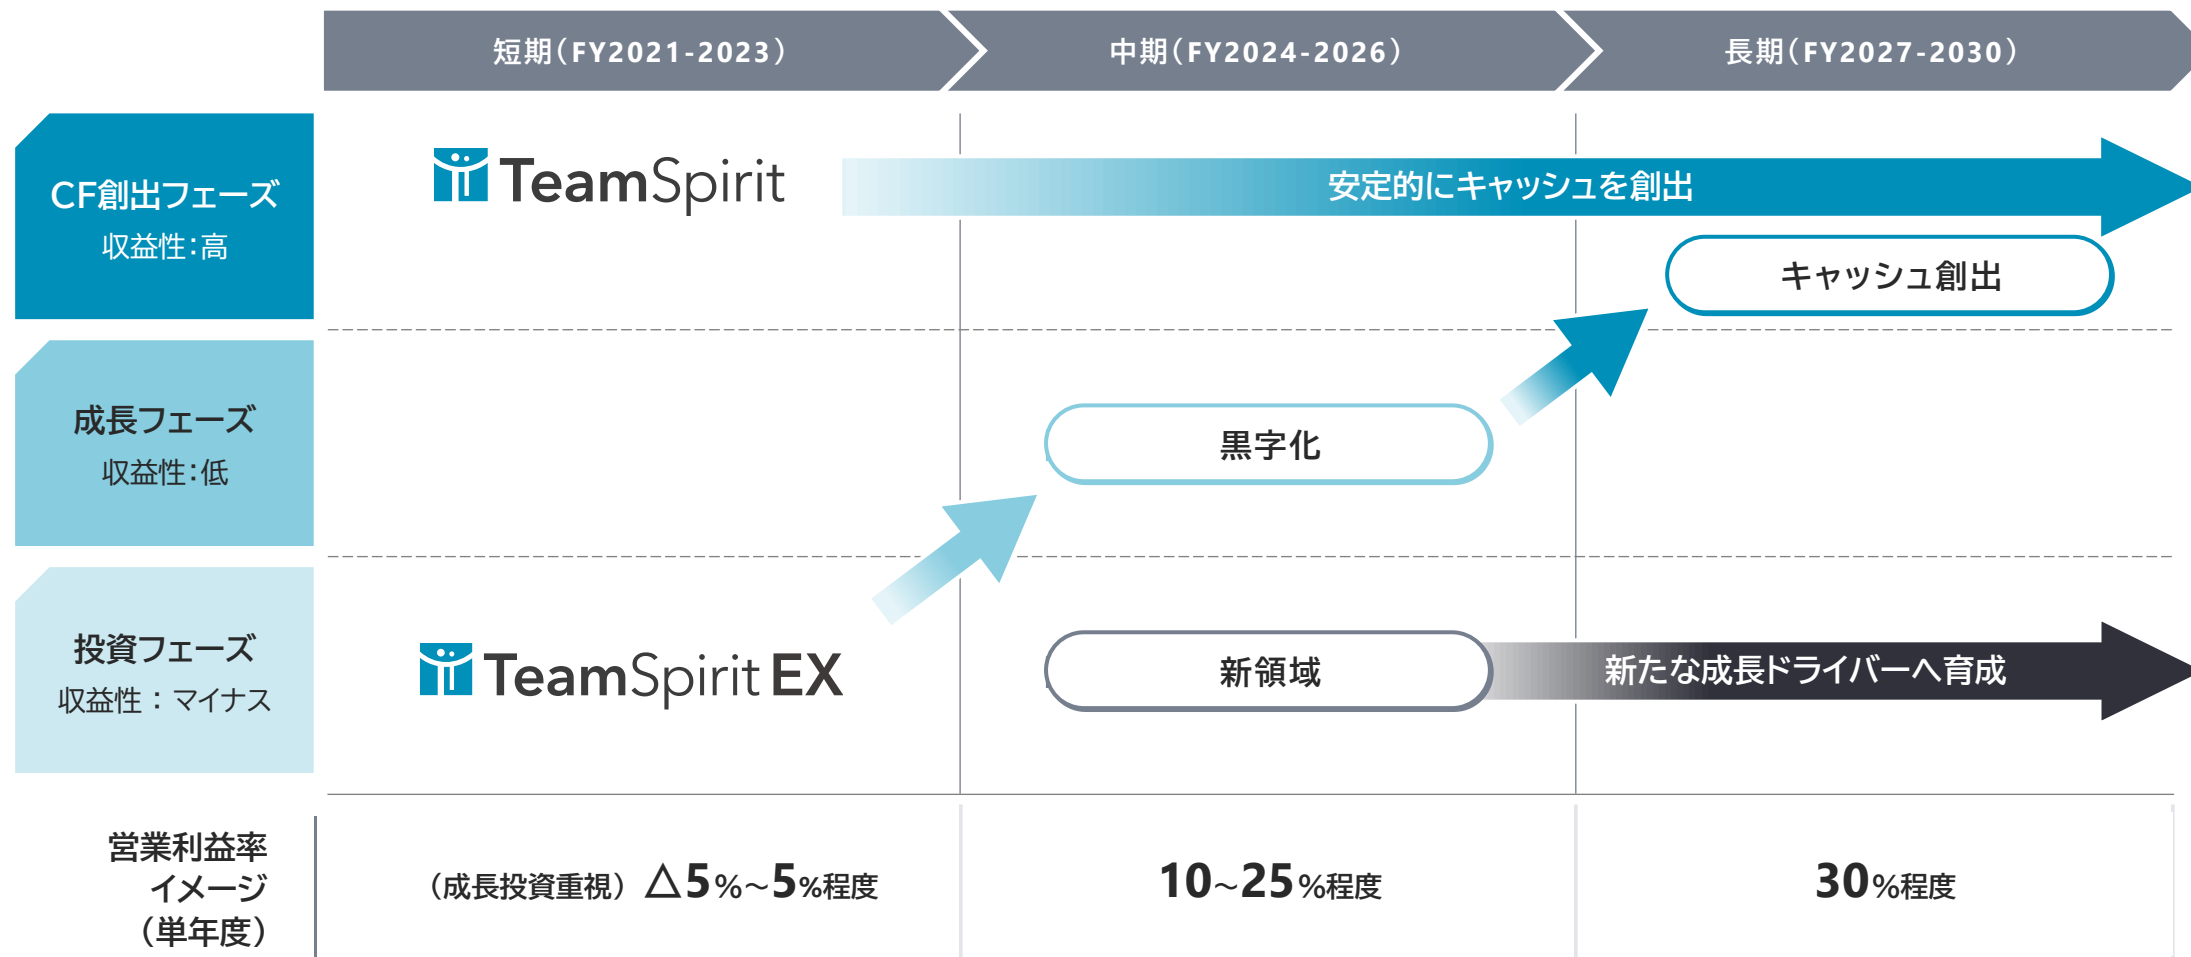 短期（FY2021-2023）
中期（FY2024-2026）
長期（FY2027-2030）
CF創出フェーズ
収益性：高
TeamSpirit
安定的にキャッシュを創出
キャッシュ創出
成長フェーズ
収益性：低
黒字化
投資フェーズ
収益性：マイナス
TeamSpirit EX
新領域
新たな成長ドライバーへ育成
営業利益率
イメージ
（単年度）
（成長投資重視）△5%~5%程度
10~25%程度
30%程度